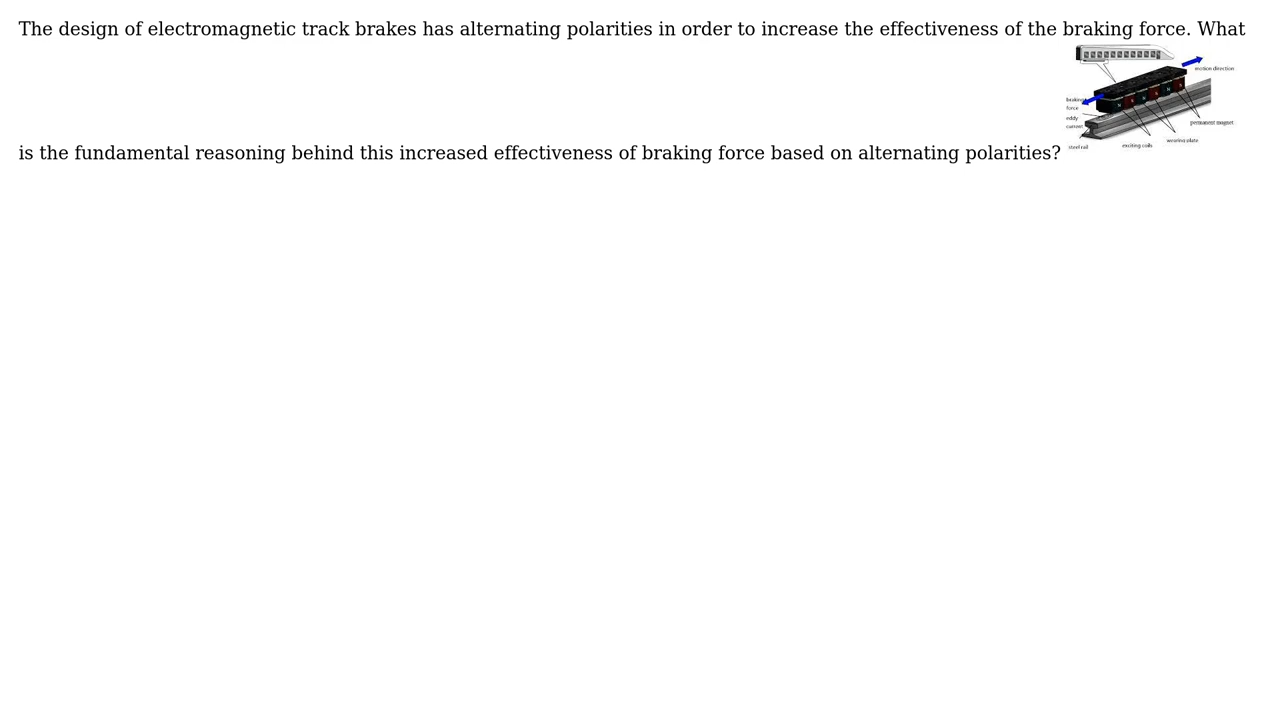 The design of electromagnetic track brakes has alternating polarities in order to increase the effectiveness of the braking force. What
motion direction
brake
force
eddy
current
permanent magnet
wearing plate
exciting coils
steel rail
is the fundamental reasoning behind this increased effectiveness of braking force based on alternating polarities?